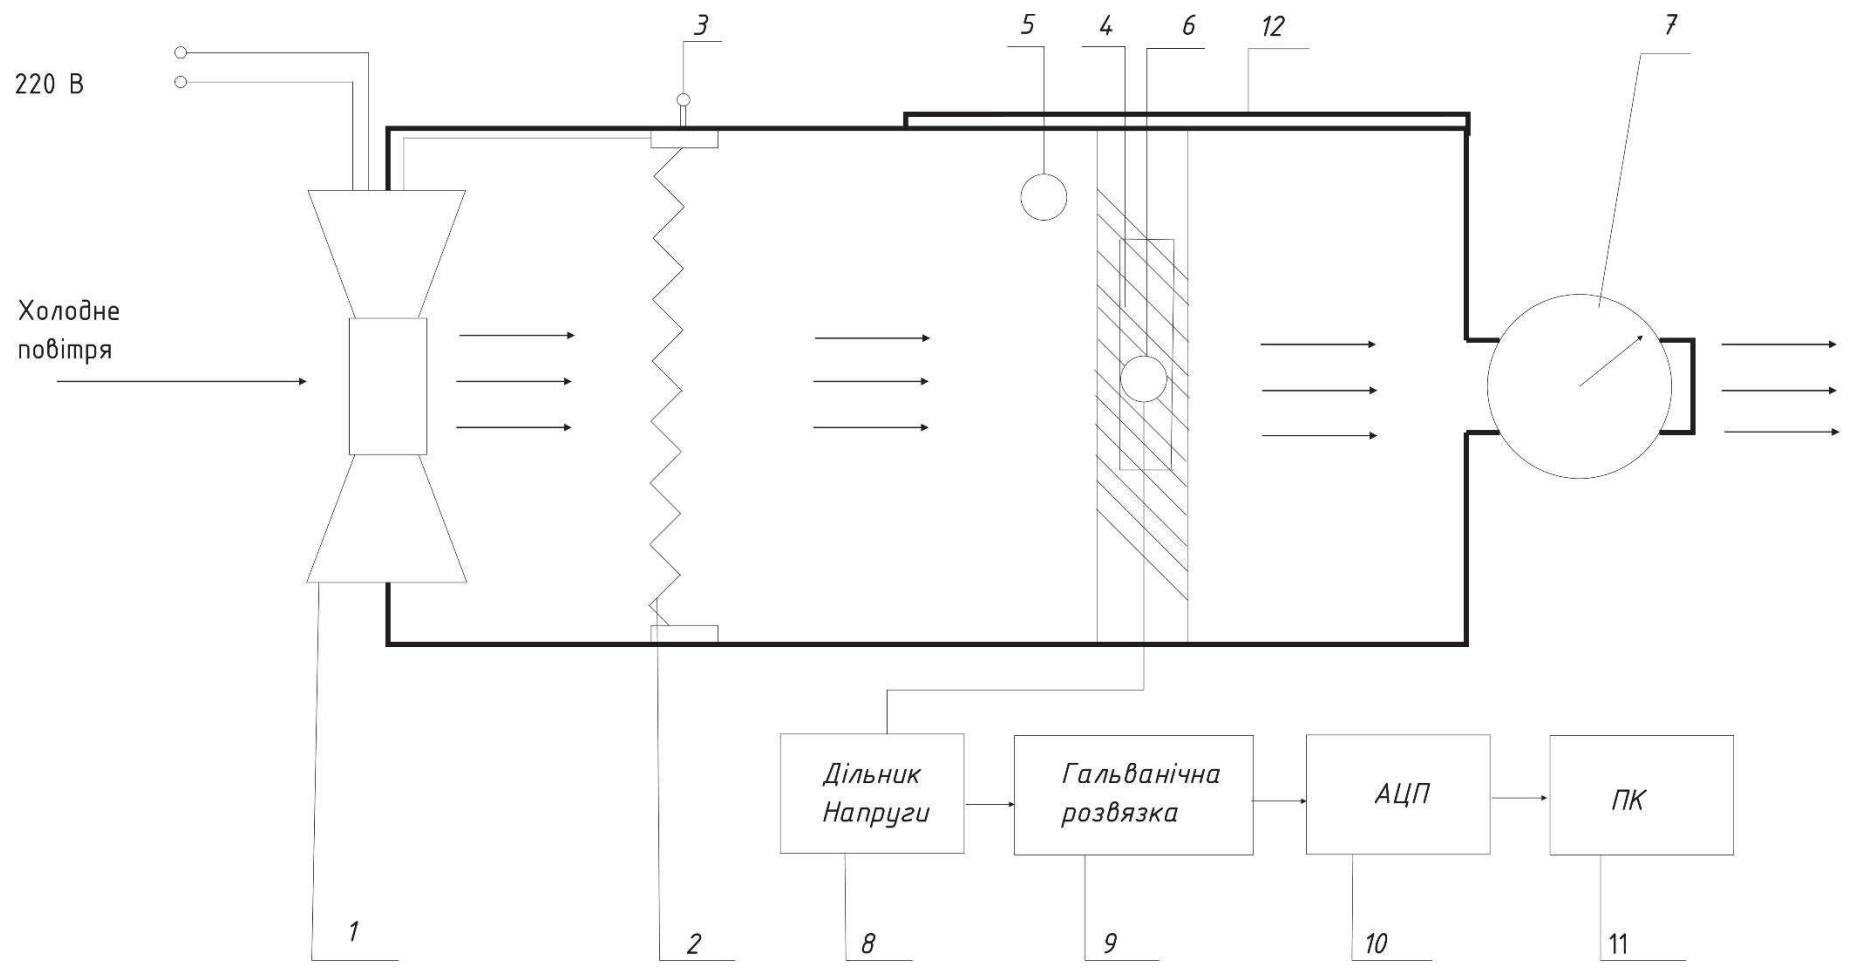 3
5
4
6
12
7
220 В
Холодне
повітря
Дільник
Напруги
Гальванічна
розвязка
АЦП
ПК
1
2
8
9
10
11